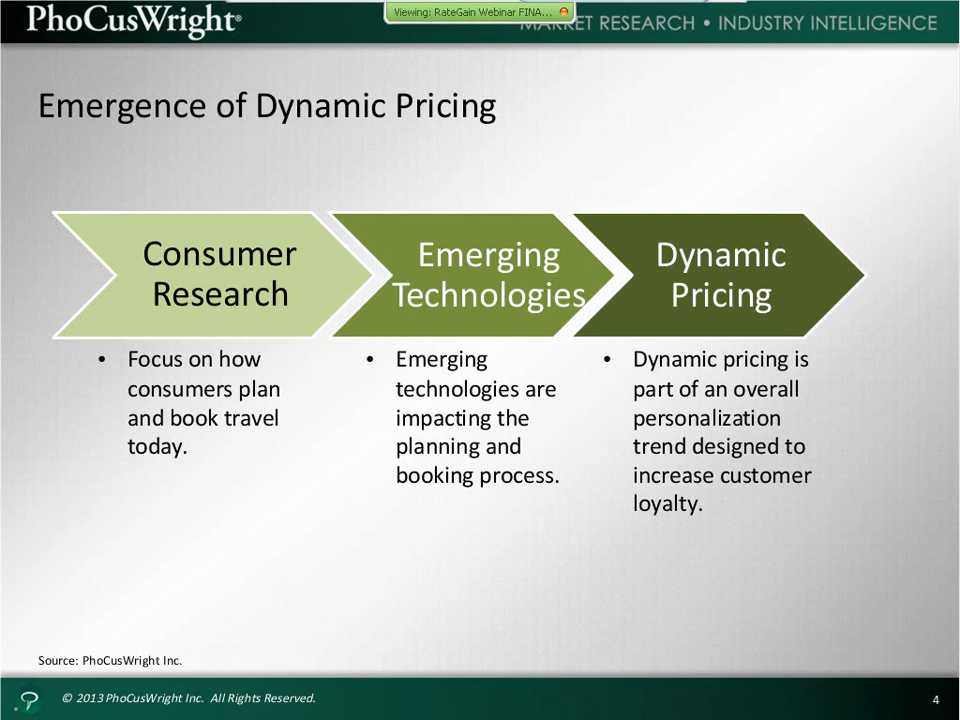 PhoCusWright®
Viewing: RateGain Webinar FINA...
MARKET RESEARCH • INDUSTRY INTELLIGENCE
Emergence of Dynamic Pricing
Consumer
Research
Emerging
Technologies
Dynamic
Pricing
• Focus on how
consumers plan
and book travel
today.
• Emerging
technologies are
impacting the
planning and
booking process.
• Dynamic pricing is
part of an overall
personalization
trend designed to
increase customer
loyalty.
Source: PhoCusWright Inc.
© 2013 PhoCusWright Inc. All Rights Reserved.
4